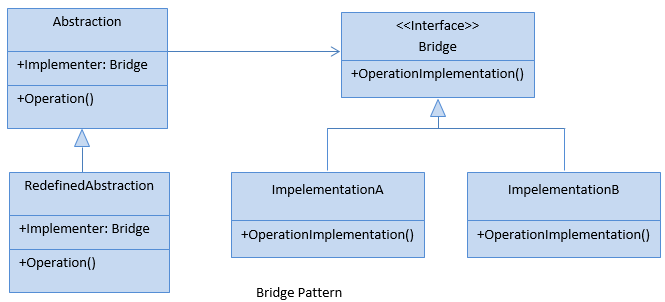 Abstraction
+Implementer: Bridge
+Operation()
<<Interface>>
Bridge
+OperationImplementation()
RedefinedAbstraction
+Implementer: Bridge
+Operation()
ImpelementationA
+OperationImplementation()
ImpelementationB
+OperationImplementation()
Bridge Pattern